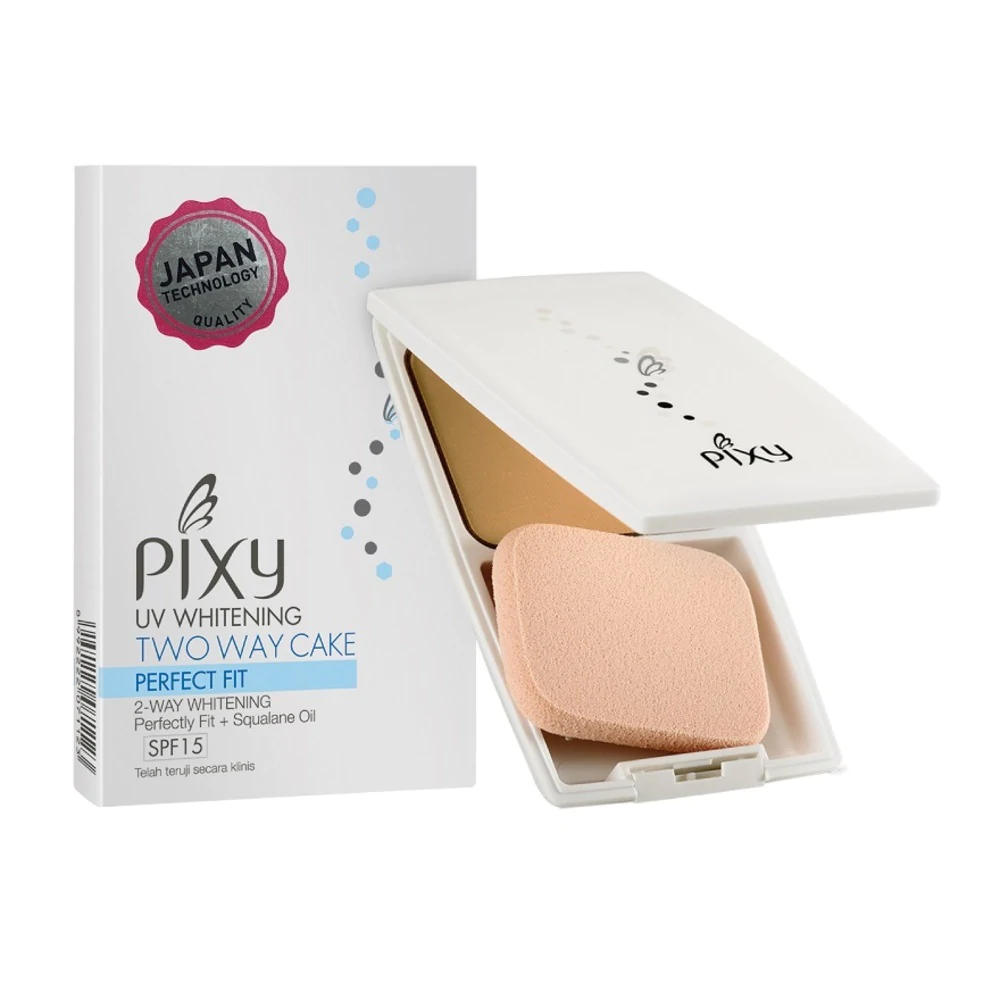 JAPAN
TECHNOLOGY
QUALITY
PIXY
UV WHITENING
TWO WAY CAKE
PERFECT FIT
2-WAY WHITENING
Perfectly Fit + Squalane Oil
SPF15
Telah teruji secara klinis
PIXY